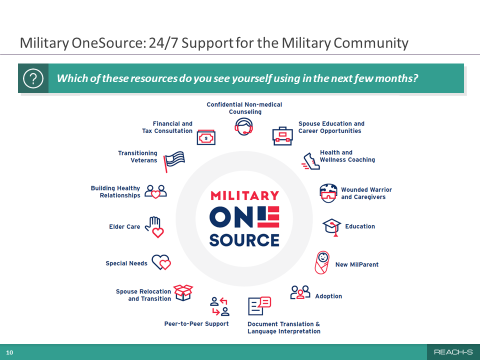 Military OneSource: 24/7 Support for the Military Community
?
Which of these resources do you see yourself using in the next few months?
Confidential Non-medical
Counseling
Financial and
Tax Consultation
Spouse Education and
Career Opportunities
Transitioning
Veterans
Health and
Wellness Coaching
Building Healthy
Relationships
Wounded Warrior
and Caregivers
MILITARY
ONE
SOURCE
Elder Care
Education
Special Needs
New MilParent
Spouse Relocation
and Transition
Adoption
Peer-to-Peer Support
Document Translation &
Language Interpretation
10
REACH-S